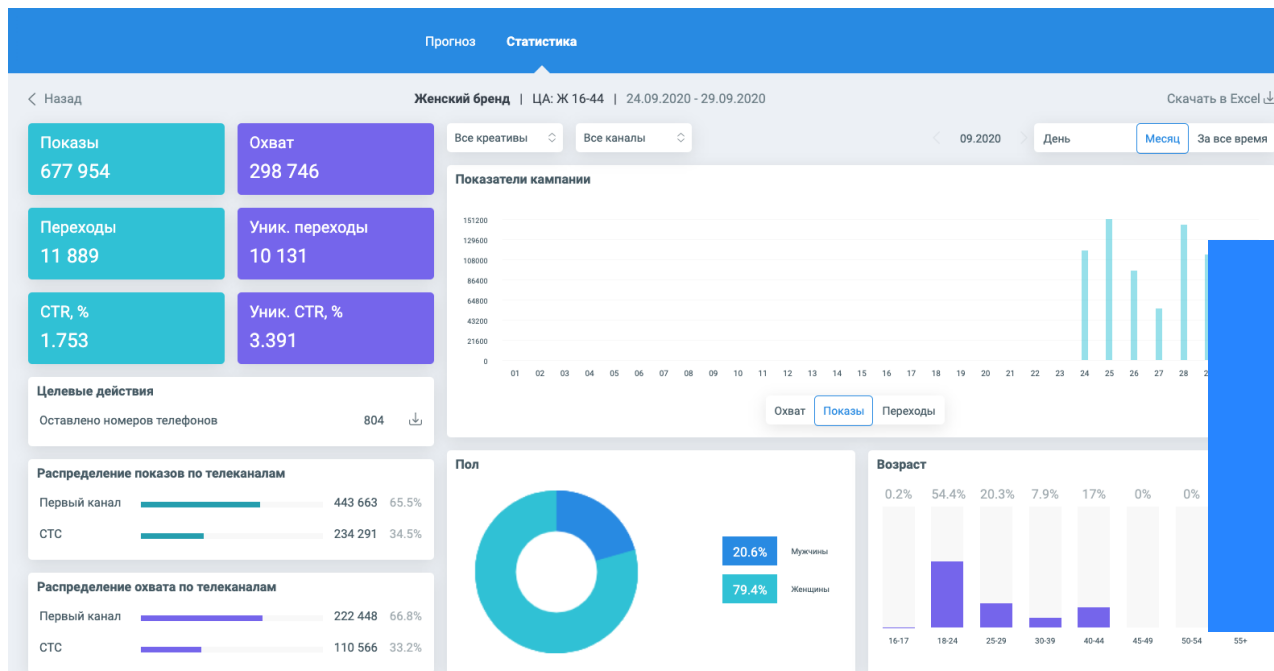 Прогноз Статистика
Назад
Женский бренд | ЦА: Ж 16-44 | 24.09.2020 - 29.09.2020
Скачать в Excel
Показы
677 954
Охват
298 746
Переходы
11 889
Уник. переходы
10 131
CTR, %
1.753
Уник. CTR, %
3.391
Целевые действия
Оставлено номеров телефонов 804
Распределение показов по телеканалам
Первый канал 443 663 65.5%
СТС 234 291 34.5%
Распределение охвата по телеканалам
Первый канал 222 448 66.8%
СТС 110 566 33.2%
Все креативы Все каналы 09.2020 День Месяц За все время
Показатели кампании
151200
129600
108000
86400
64800
43200
21600
0
01 02 03 04 05 06 07 08 09 10 11 12 13 14 15 16 17 18 19 20 21 22 23 24 25 26 27 28
Охват Показы Переходы
Пол
20.6% Мужчины
79.4% Женщины
Возраст
0.2% 54.4% 20.3% 7.9% 17% 0% 0%
16-17 18-24 25-29 30-39 40-44 45-49 50-54 55+